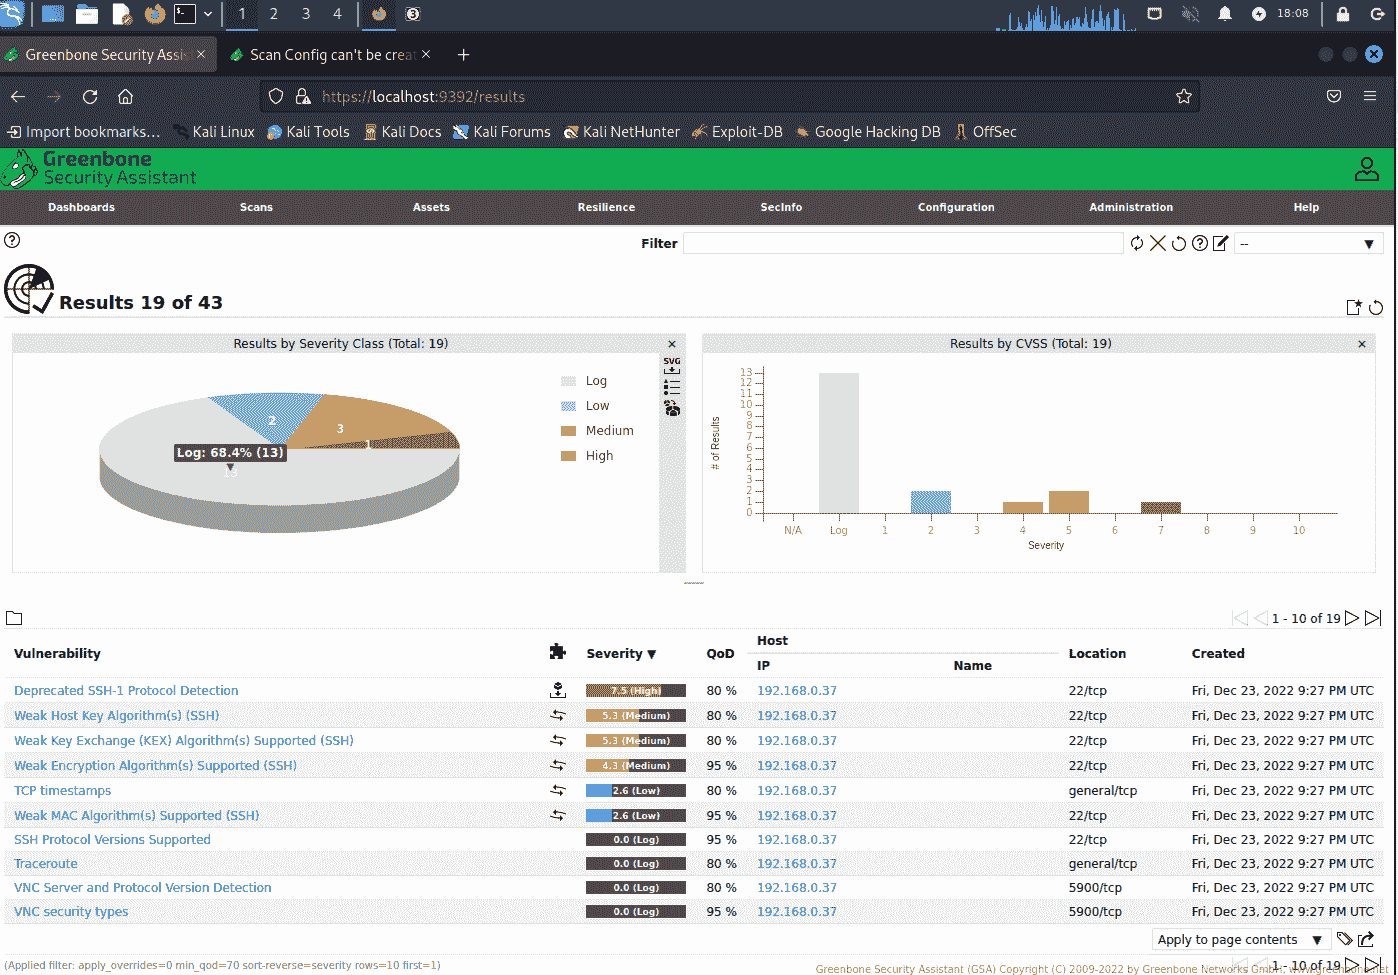 1 2 3 4 3 18:08
Greenbone Security Assi × Scan Config can't be creat × +
https://localhost:9392/results
Import bookmarks... Kali Linux Kali Tools Kali Docs Kali Forums Kali NetHunter Exploit-DB Google Hacking DB OffSec
Greenbone
Security Assistant
Dashboards Scans Assets Resilience SecInfo Configuration Administration Help
Filter --
Results 19 of 43
Results by Severity Class (Total: 19) ×
SVG
Log
Low
Medium
High
2
3
1
Log: 68.4% (13)
13
Results by CVSS (Total: 19) ×
# of Results
13
12
11
10
9
8
7
6
5
4
3
2
1
0
N/A Log 1 2 3 4 5 6 7 8 9 10
Severity
1 - 10 of 19
Vulnerability Severity ▼ QoD Host Location Created
IP Name
Deprecated SSH-1 Protocol Detection 7.5 (High) 80 % 192.168.0.37 22/tcp Fri, Dec 23, 2022 9:27 PM UTC
Weak Host Key Algorithm(s) (SSH) 5.3 (Medium) 80 % 192.168.0.37 22/tcp Fri, Dec 23, 2022 9:27 PM UTC
Weak Key Exchange (KEX) Algorithm(s) Supported (SSH) 5.3 (Medium) 80 % 192.168.0.37 22/tcp Fri, Dec 23, 2022 9:27 PM UTC
Weak Encryption Algorithm(s) Supported (SSH) 4.3 (Medium) 95 % 192.168.0.37 22/tcp Fri, Dec 23, 2022 9:27 PM UTC
TCP timestamps 2.6 (Low) 80 % 192.168.0.37 general/tcp Fri, Dec 23, 2022 9:27 PM UTC
Weak MAC Algorithm(s) Supported (SSH) 2.6 (Low) 95 % 192.168.0.37 22/tcp Fri, Dec 23, 2022 9:27 PM UTC
SSH Protocol Versions Supported 0.0 (Log) 95 % 192.168.0.37 22/tcp Fri, Dec 23, 2022 9:27 PM UTC
Traceroute 0.0 (Log) 80 % 192.168.0.37 general/tcp Fri, Dec 23, 2022 9:27 PM UTC
VNC Server and Protocol Version Detection 0.0 (Log) 80 % 192.168.0.37 5900/tcp Fri, Dec 23, 2022 9:27 PM UTC
VNC security types 0.0 (Log) 95 % 192.168.0.37 5900/tcp Fri, Dec 23, 2022 9:27 PM UTC
Apply to page contents ▼
(Applied filter: apply_overrides=0 min_qod=70 sort-reverse=severity rows=10 first=1) 1 - 10 of 19
Greenbone Security Assistant (GSA) Copyright (C) 2009-2022 by Greenbone Networks GmbH, www.greenbone.net